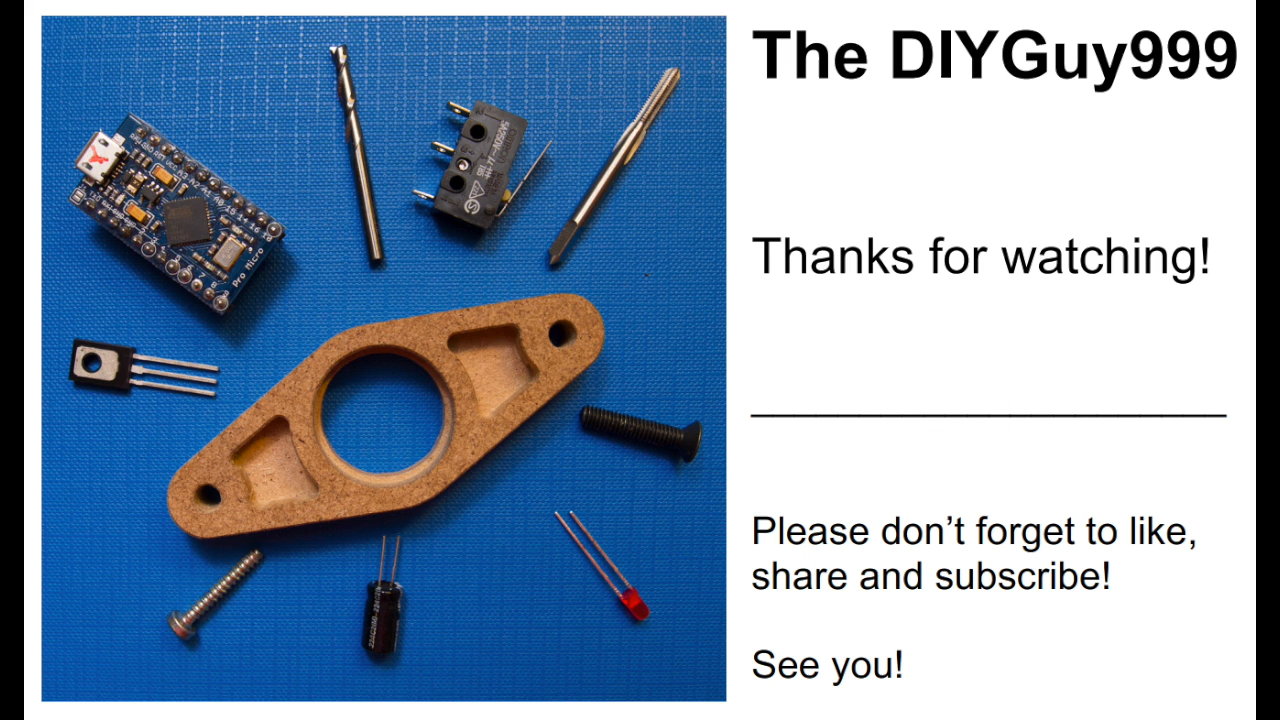 The DIYGuy999
Thanks for watching!
Please don’t forget to like,
share and subscribe!
See you!
Pro Micro